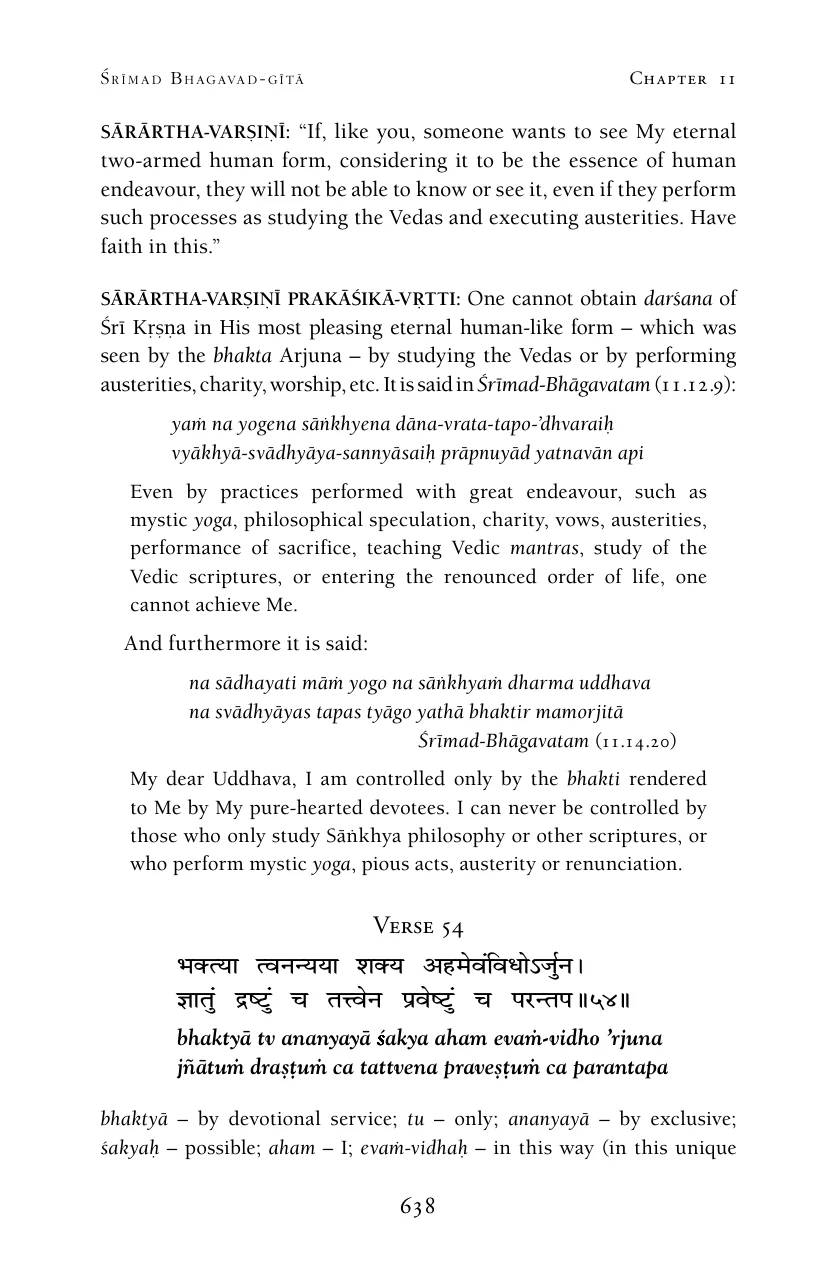 Śrīmad Bhagavad-gītā Chapter 11
SĀRĀRTHA-VARṢIṆĪ: “If, like you, someone wants to see My eternal
two-armed human form, considering it to be the essence of human
endeavour, they will not be able to know or see it, even if they perform
such processes as studying the Vedas and executing austerities. Have
faith in this.”
SĀRĀRTHA-VARṢIṆĪ PRAKĀŚIKĀ-VṚTTI: One cannot obtain darśana of
Śrī Kṛṣṇa in His most pleasing eternal human-like form – which was
seen by the bhakta Arjuna – by studying the Vedas or by performing
austerities, charity, worship, etc. It is said in Śrīmad-Bhāgavatam (11.12.9):
yaṁ na yogena sāṅkhyena dāna-vrata-tapo-’dhvaraiḥ
vyākhyā-svādhyāya-sannyāsaiḥ prāpnuyād yatnavān api
Even by practices performed with great endeavour, such as
mystic yoga, philosophical speculation, charity, vows, austerities,
performance of sacrifice, teaching Vedic mantras, study of the
Vedic scriptures, or entering the renounced order of life, one
cannot achieve Me.
And furthermore it is said:
na sādhayati māṁ yogo na sāṅkhyaṁ dharma uddhava
na svādhyāyas tapas tyāgo yathā bhaktir mamorjitā
Śrīmad-Bhāgavatam (11.14.20)
My dear Uddhava, I am controlled only by the bhakti rendered
to Me by My pure-hearted devotees. I can never be controlled by
those who only study Sāṅkhya philosophy or other scriptures, or
who perform mystic yoga, pious acts, austerity or renunciation.
Verse 54
भक्त्या त्वनन्यया शक्य अहमेवंविधोऽर्जुन।
ज्ञातुं द्रष्टुं च तत्त्वेन प्रवेष्टुं च परन्तप॥५४॥
bhaktyā tv ananyayā śakya aham evaṁ-vidho ’rjuna
jñātuṁ draṣṭuṁ ca tattvena praveṣṭuṁ ca parantapa
bhaktyā – by devotional service; tu – only; ananyayā – by exclusive;
śakyaḥ – possible; aham – I; evaṁ-vidhaḥ – in this way (in this unique
638